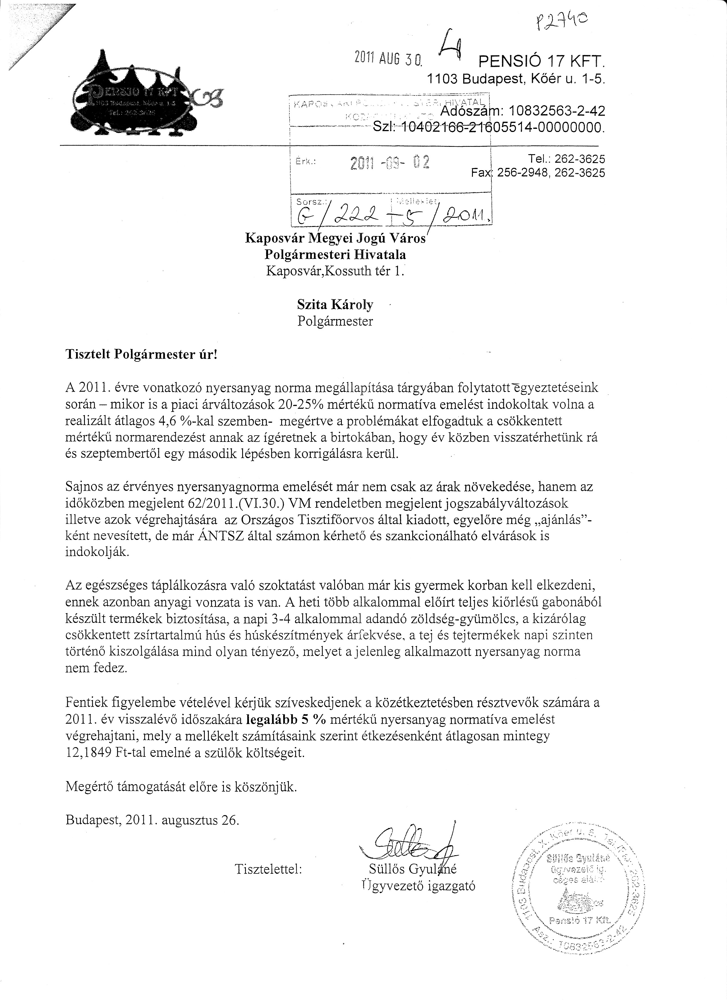 P2740
2011 AUG 30.
4
PENSIÓ 17 KFT.
1103 Budapest, Kőér u. 1-5.
PENSIO 17 KFT
1103 Budapest, Kőér u. 1-5
Tel.: 262-3625
HIVATAL
Adószám: 10832563-2-42
Szl: 10402166-21605514-00000000.
Érk.: 2011 -09- 02
Tel.: 262-3625
Fax: 256-2948, 262-3625
Sorsz.: Melléklet:
G/222-5/2011.
Kaposvár Megyei Jogú Város
Polgármesteri Hivatala
Kaposvár,Kossuth tér 1.
Szita Károly
Polgármester
Tisztelt Polgármester úr!
A 2011. évre vonatkozó nyersanyag norma megállapítása tárgyában folytatott egyeztetéseink
során – mikor is a piaci árváltozások 20-25% mértékű normatíva emelést indokoltak volna a
realizált átlagos 4,6 %-kal szemben- megértve a problémákat elfogadtuk a csökkentett
mértékű normarendezést annak az ígéretnek a birtokában, hogy év közben visszatérhetünk rá
és szeptembertől egy második lépésben korrigálásra kerül.
Sajnos az érvényes nyersanyagnorma emelését már nem csak az árak növekedése, hanem az
időközben megjelent 62/2011.(VI.30.) VM rendeletben megjelent jogszabályváltozások
illetve azok végrehajtására az Országos Tisztifőorvos által kiadott, egyelőre még „ajánlás”-
ként nevesített, de már ÁNTSZ által számon kérhető és szankcionálható elvárások is
indokolják.
Az egészséges táplálkozásra való szoktatást valóban már kis gyermek korban kell elkezdeni,
ennek azonban anyagi vonzata is van. A heti több alkalommal előírt teljes kiőrlésű gabonából
készült termékek biztosítása, a napi 3-4 alkalommal adandó zöldség-gyümölcs, a kizárólag
csökkentett zsírtartalmú hús és húskészítmények árfekvése, a tej és tejtermékek napi szinten
történő kiszolgálása mind olyan tényező, melyet a jelenleg alkalmazott nyersanyag norma
nem fedez.
Fentiek figyelembe vételével kérjük szíveskedjenek a közétkeztetésben résztvevők számára a
2011. év visszalévő időszakára legalább 5 % mértékű nyersanyag normatíva emelést
végrehajtani, mely a mellékelt számításaink szerint étkezésenként átlagosan mintegy
12,1849 Ft-tal emelné a szülők költségeit.
Megértő támogatását előre is köszönjük.
Budapest, 2011. augusztus 26.
Tisztelettel:
Süllős Gyuláné
Ügyvezető igazgató
1103 Budapest, X. Kőér u. 5. Tel./Fax: 262-3625
Süllős Gyuláné
ügyvezető ig.
céges aláíró
Pensió 17 Kft.
Asz.: 10832563-2-42